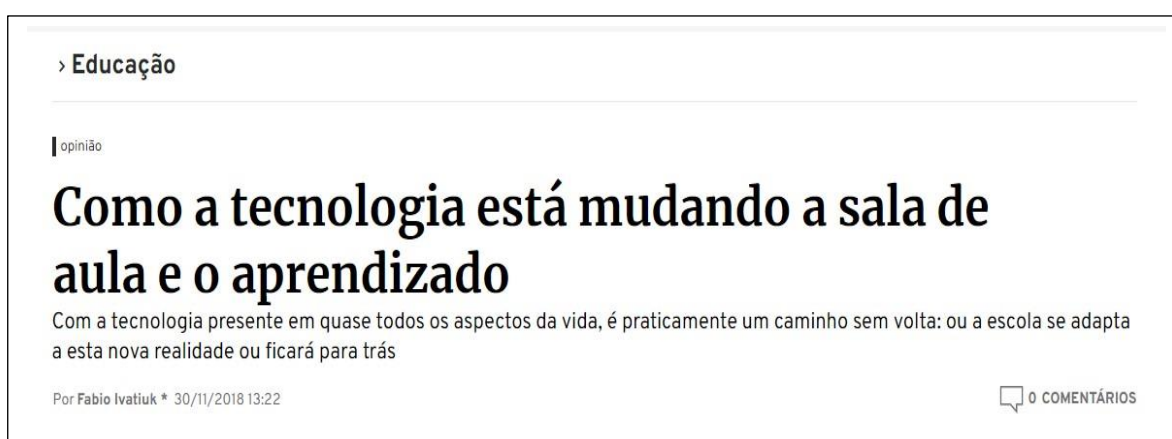 › Educação
opinião
Como a tecnologia está mudando a sala de
aula e o aprendizado
Com a tecnologia presente em quase todos os aspectos da vida, é praticamente um caminho sem volta: ou a escola se adapta
a esta nova realidade ou ficará para trás
Por Fabio Ivatiuk * 30/11/2018 13:22
0 COMENTÁRIOS